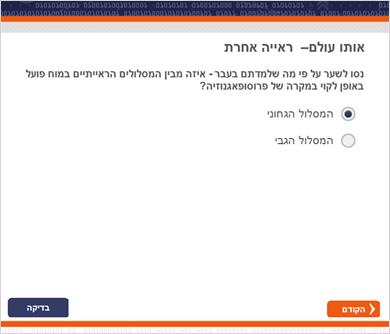 אותו עולם– ראייה אחרת
נסו לשער על פי מה שלמדתם בעבר - איזה מבין המסלולים הראייתיים במוח פועל
באופן לקוי במקרה של פרוסופאגנוזיה?
המסלול הגחוני
המסלול הגבי
בדיקה
הקודם